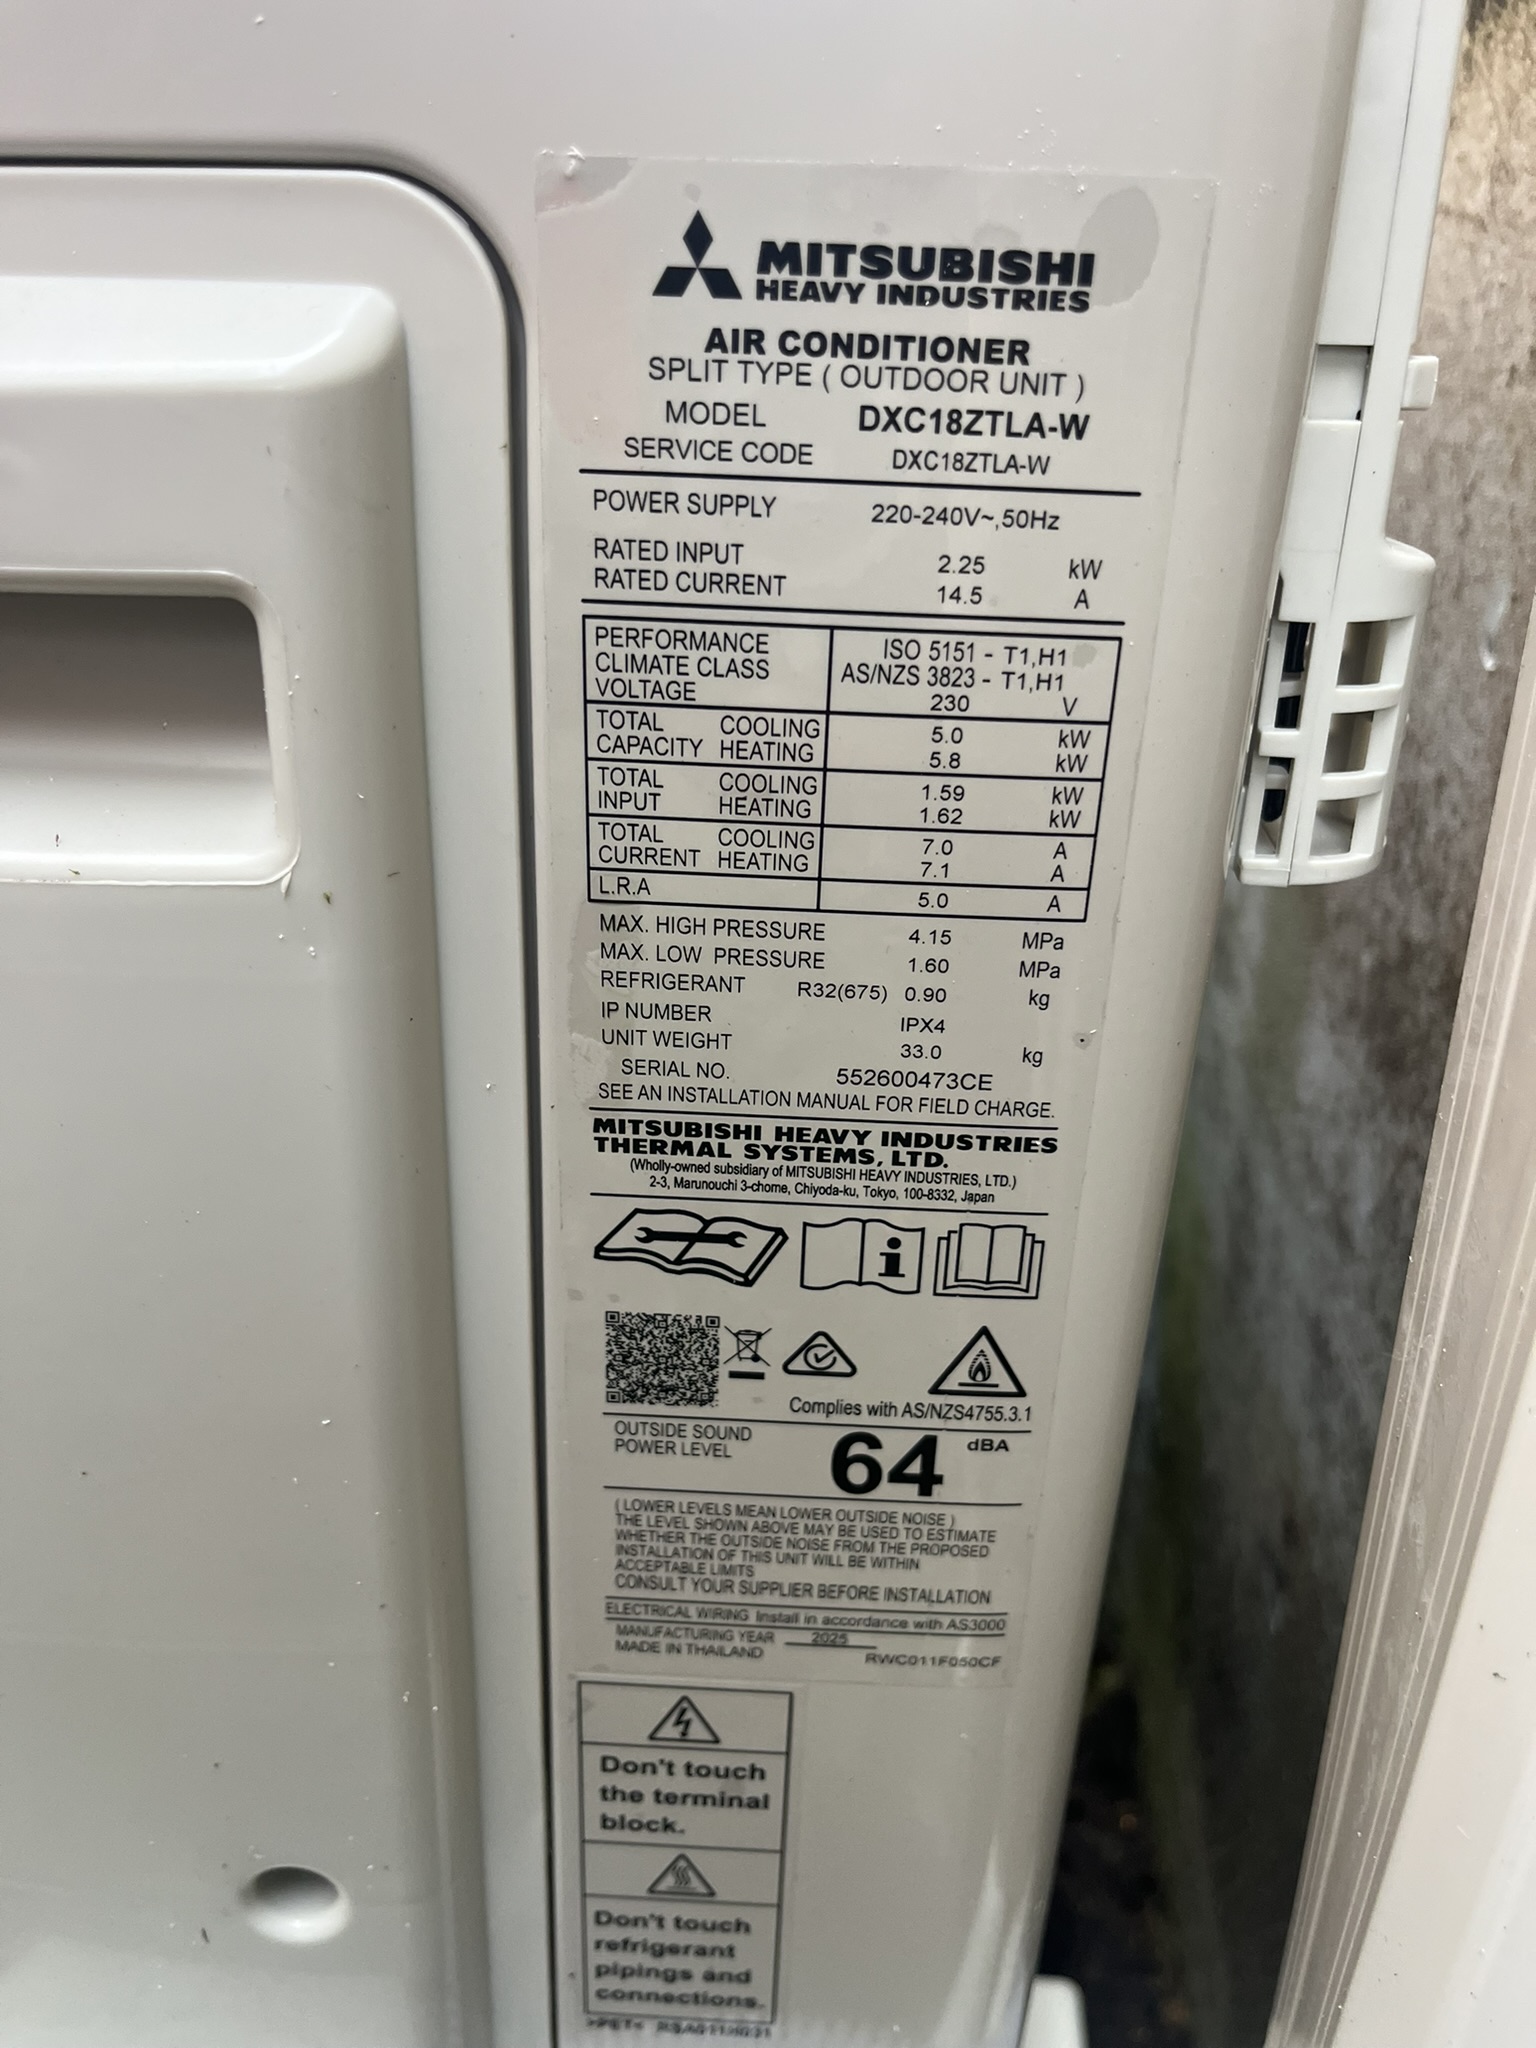 MITSUBISHI
HEAVY INDUSTRIES
AIR CONDITIONER
SPLIT TYPE ( OUTDOOR UNIT )
MODEL DXC18ZTLA-W
SERVICE CODE DXC18ZTLA-W
POWER SUPPLY 220-240V~,50Hz
RATED INPUT 2.25 kW
RATED CURRENT 14.5 A
PERFORMANCE ISO 5151 - T1,H1
CLIMATE CLASS AS/NZS 3823 - T1,H1
VOLTAGE 230 V
TOTAL COOLING 5.0 kW
CAPACITY HEATING 5.8 kW
TOTAL COOLING 1.59 kW
INPUT HEATING 1.62 kW
TOTAL COOLING 7.0 A
CURRENT HEATING 7.1 A
L.R.A 5.0 A
MAX. HIGH PRESSURE 4.15 MPa
MAX. LOW PRESSURE 1.60 MPa
REFRIGERANT R32(675) 0.90 kg
IP NUMBER IPX4
UNIT WEIGHT 33.0 kg
SERIAL NO. 552600473CE
SEE AN INSTALLATION MANUAL FOR FIELD CHARGE.
MITSUBISHI HEAVY INDUSTRIES
THERMAL SYSTEMS, LTD.
(Wholly-owned subsidiary of MITSUBISHI HEAVY INDUSTRIES, LTD.)
2-3, Marunouchi 3-chome, Chiyoda-ku, Tokyo, 100-8332, Japan
Complies with AS/NZS4755.3.1
OUTSIDE SOUND
POWER LEVEL 64 dBA
( LOWER LEVELS MEAN LOWER OUTSIDE NOISE )
THE LEVEL SHOWN ABOVE MAY BE USED TO ESTIMATE
WHETHER THE OUTSIDE NOISE FROM THE PROPOSED
INSTALLATION OF THIS UNIT WILL BE WITHIN
ACCEPTABLE LIMITS
CONSULT YOUR SUPPLIER BEFORE INSTALLATION
ELECTRICAL WIRING Install in accordance with AS3000
MANUFACTURING YEAR 2025
MADE IN THAILAND RWC011F050CF
Don't touch
the terminal
block.
Don't touch
refrigerant
pipings and
connections.
>PET<